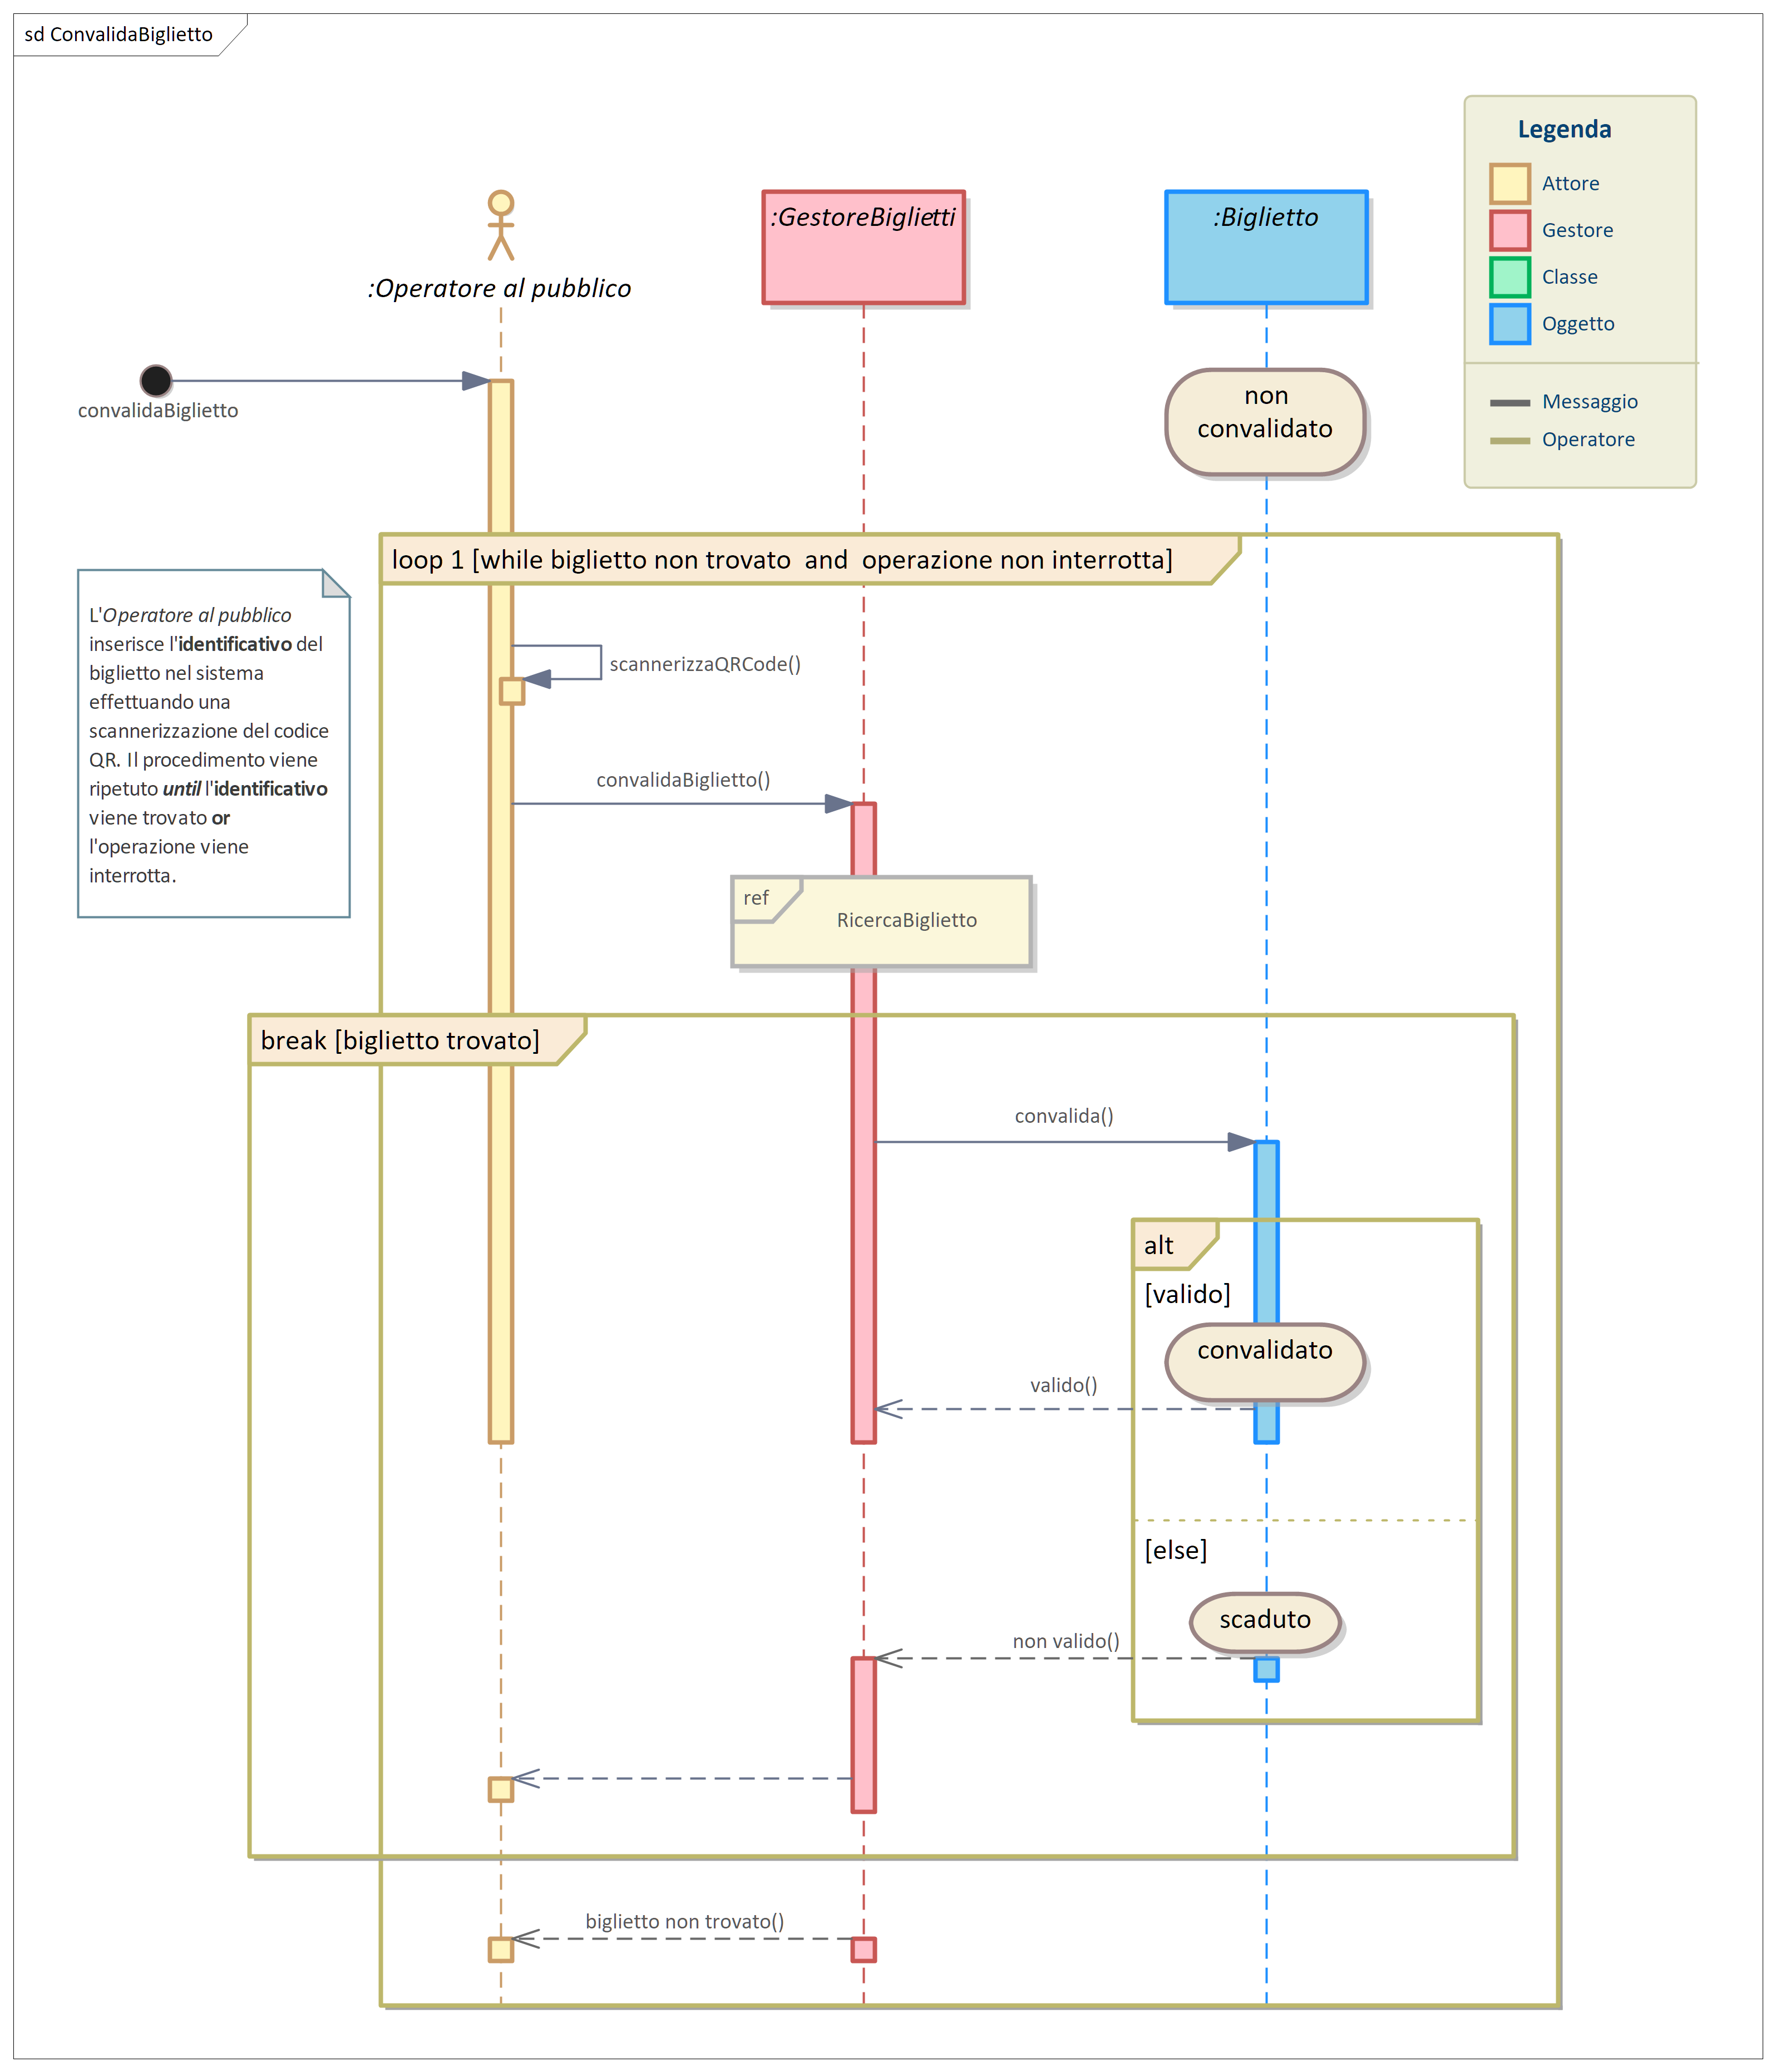 sd ConvalidaBiglietto
Legenda
Attore
Gestore
Classe
Oggetto
Messaggio
Operatore
:Operatore al pubblico
:GestoreBiglietti
:Biglietto
convalidaBiglietto
non
convalidato
loop 1 [while biglietto non trovato  and  operazione non interrotta]
L'Operatore al pubblico
inserisce l'identificativo del
biglietto nel sistema
effettuando una
scannerizzazione del codice
QR. Il procedimento viene
ripetuto until l'identificativo
viene trovato or
l'operazione viene
interrotta.
scannerizzaQRCode()
convalidaBiglietto()
ref
RicercaBiglietto
break [biglietto trovato]
convalida()
alt
[valido]
convalidato
valido()
[else]
scaduto
non valido()
biglietto non trovato()